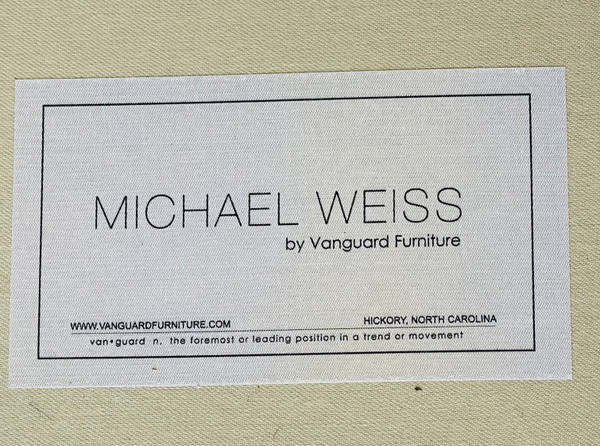 MICHAEL WEISS
by Vanguard Furniture
WWW.VANGUARDFURNITURE.COM HICKORY, NORTH CAROLINA
van•guard n. the foremost or leading position in a trend or movement